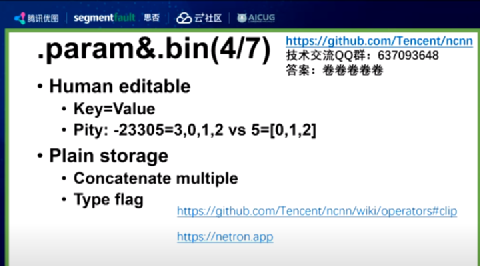 腾讯优图 segmentfault 思否 云+社区 AICUG
.param&.bin(4/7)
https://github.com/Tencent/ncnn
技术交流QQ群：637093648
答案：卷卷卷卷卷
• Human editable
• Key=Value
• Pity: -23305=3,0,1,2 vs 5=[0,1,2]
• Plain storage
• Concatenate multiple
• Type flag
https://github.com/Tencent/ncnn/wiki/operators#clip
https://netron.app